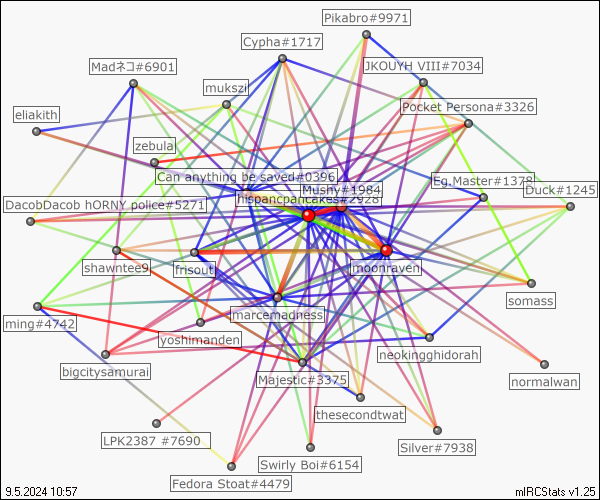 Pikabro#9971
Cypha#1717
JKOUYH VIII#7034
Madネコ#6901
mukszil
Pocket Persona#3326
eliakith
zebula
Can anything be saved#0396
Eg.Master#1378
Mushy#1984
Duck#1245
hispancpancakes#2928
DacobDacob hORNY police#5271
shawntee9
frisout
moonraven
somass
marcemadness
ming#4742
yoshimanden
neokingghidorah
bigcitysamurai
Majestic#3375
normalwan
thesecondtwat
LPK2387 #7690
Silver#7938
Swirly Boi#6154
Fedora Stoat#4479
9.5.2024 10:57
mIRCStats v1.25